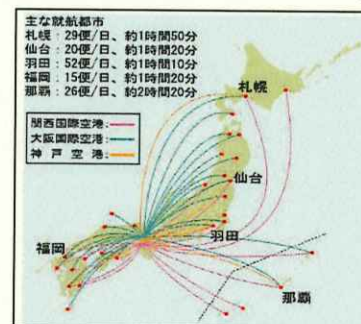 主な就航都市
札幌：29便/日、約1時間50分
仙台：20便/日、約1時間20分
羽田：52便/日、約1時間10分
福岡：15便/日、約1時間20分
那覇：26便/日、約2時間20分
札幌
関西国際空港：
大阪国際空港：
神戸空港：
仙台
羽田
福岡
那覇